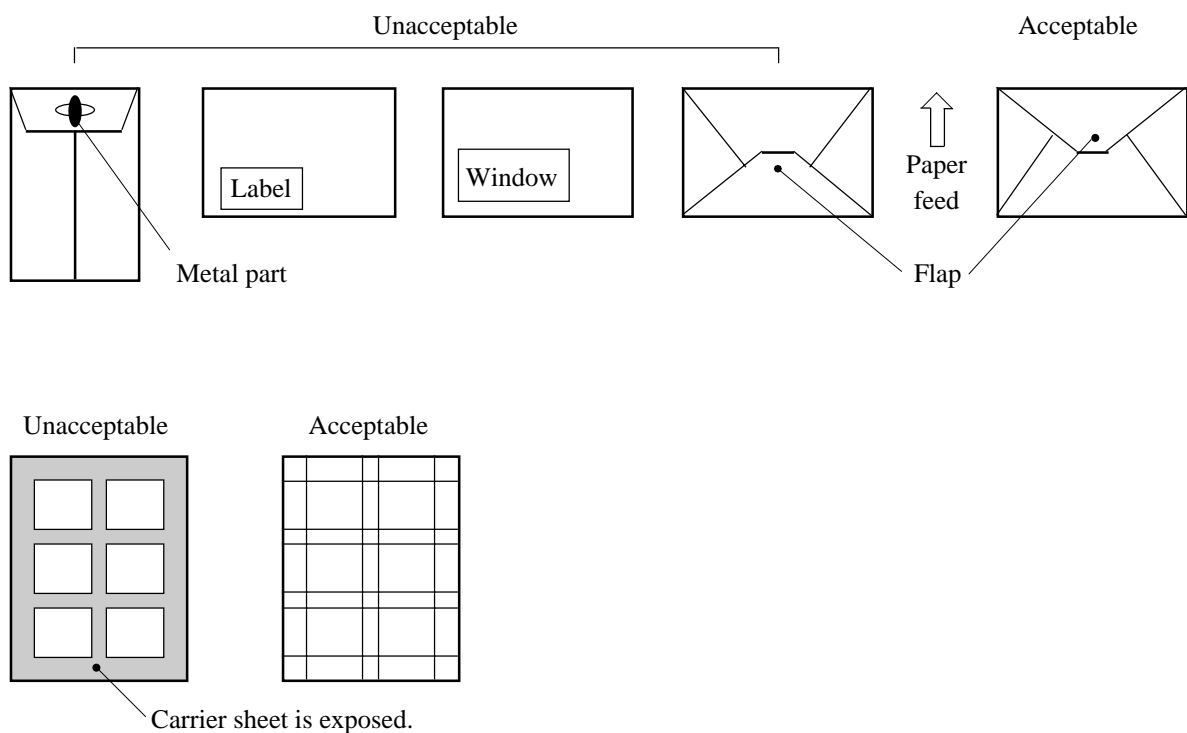 Unacceptable
Acceptable
Label
Window
Paper
feed
Metal part
Flap
Unacceptable
Acceptable
Carrier sheet is exposed.